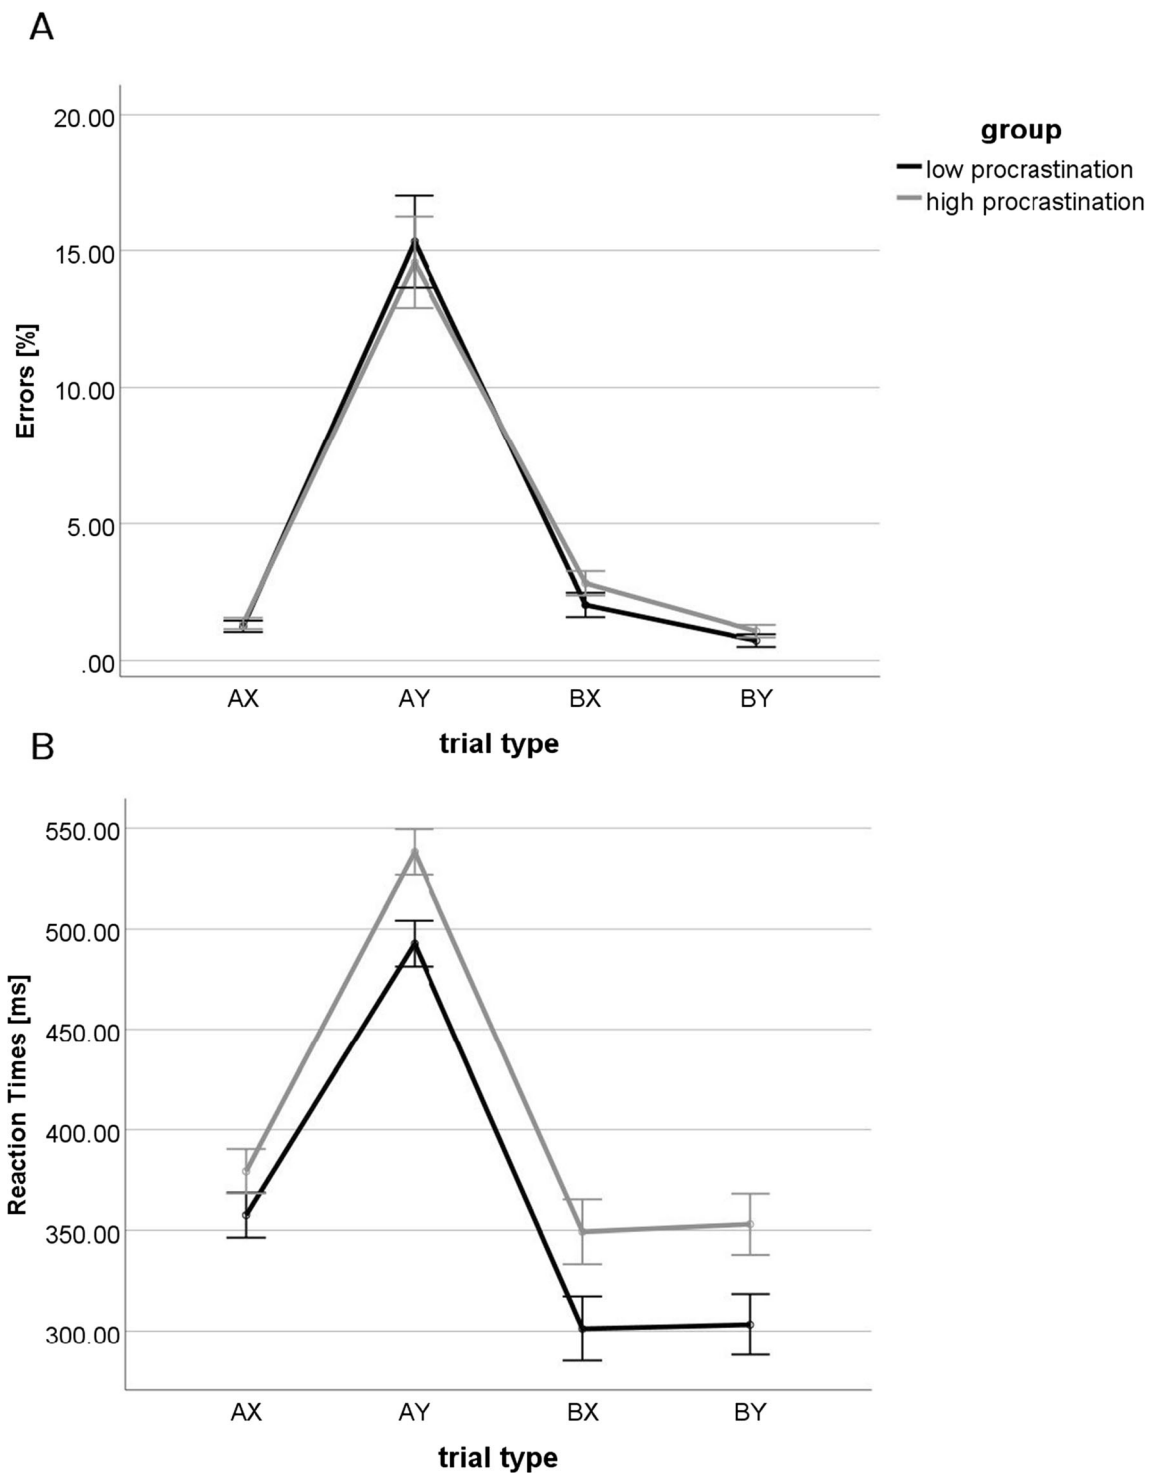 A
20.00
15.00
10.00
5.00
.00
Errors [%]
AX AY BX BY
trial type
group
low procrastination
high procrastination
B
550.00
500.00
450.00
400.00
350.00
300.00
Reaction Times [ms]
AX AY BX BY
trial type